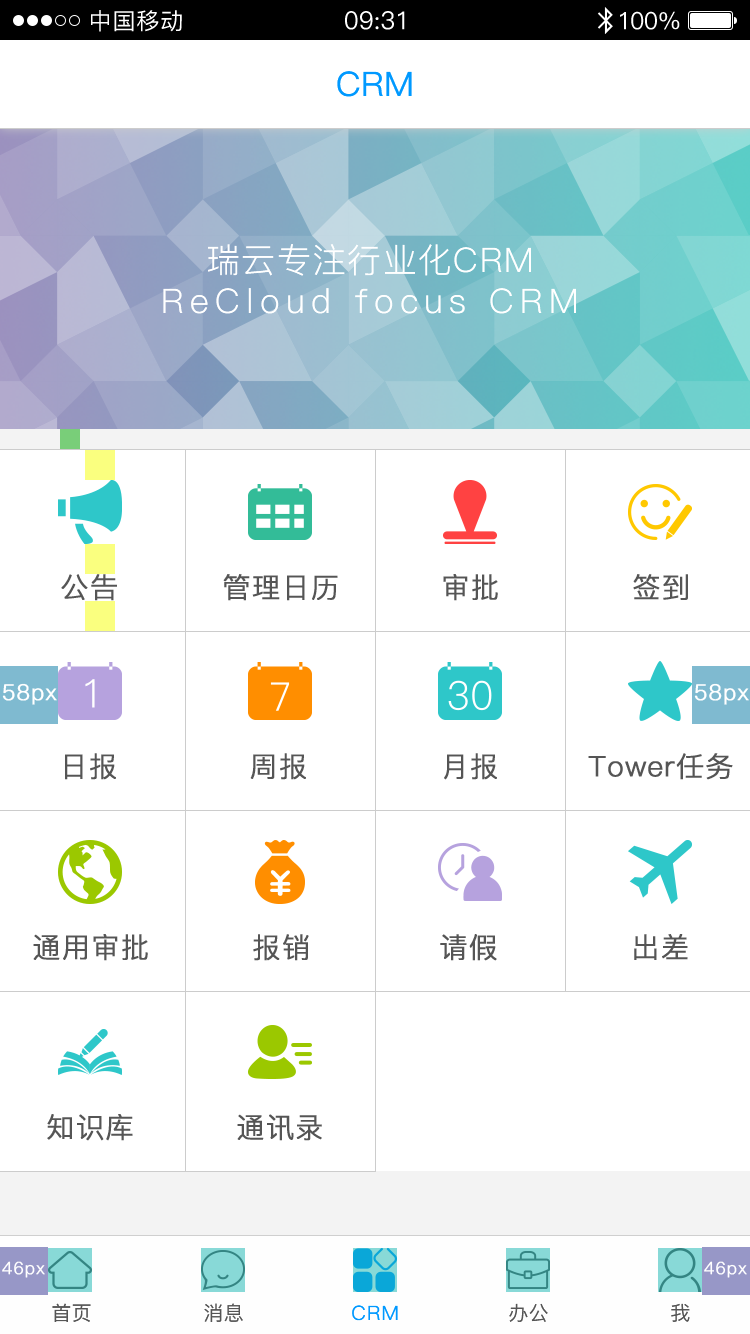 中国移动 09:31 100%
CRM
瑞云专注行业化CRM
ReCloud focus CRM
公告 管理日历 审批 签到
58px 1 7 30 58px
日报 周报 月报 Tower任务
¥
通用审批 报销 请假 出差
知识库 通讯录
46px 46px
首页 消息 CRM 办公 我